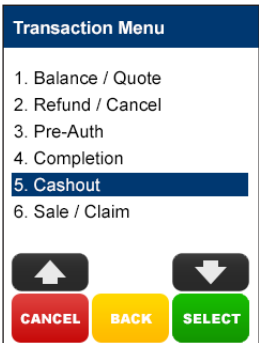 Transaction Menu
1. Balance / Quote
2. Refund / Cancel
3. Pre-Auth
4. Completion
5. Cashout
6. Sale / Claim
CANCEL BACK SELECT